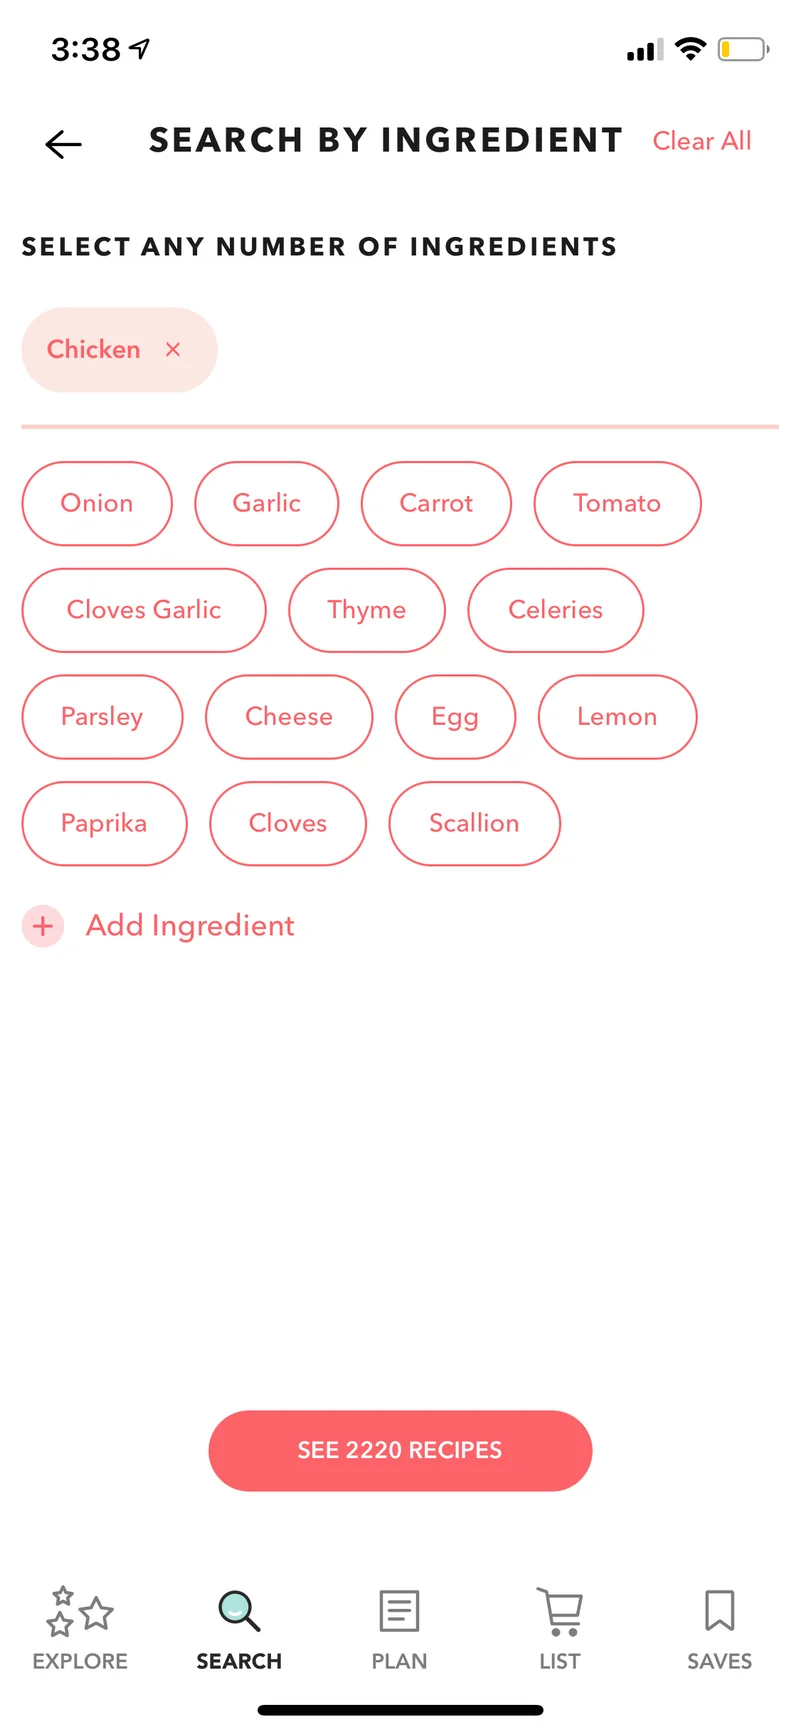 3:38
SEARCH BY INGREDIENT Clear All
SELECT ANY NUMBER OF INGREDIENTS
Chicken ×
Onion Garlic Carrot Tomato
Cloves Garlic Thyme Celeries
Parsley Cheese Egg Lemon
Paprika Cloves Scallion
+ Add Ingredient
SEE 2220 RECIPES
EXPLORE SEARCH PLAN LIST SAVES